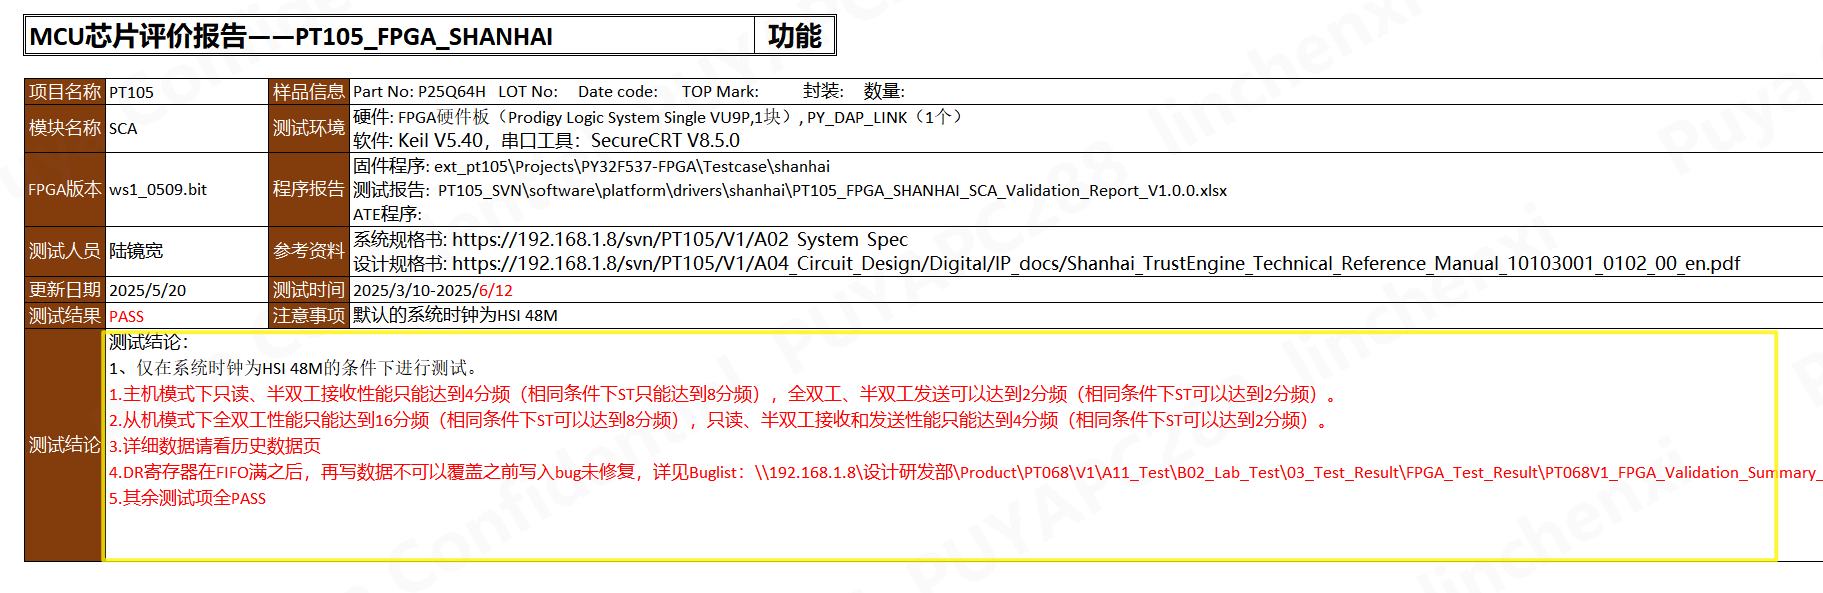 MCU芯片评价报告——PT105_FPGA_SHANHAI 功能
项目名称 PT105 样品信息 Part No: P25Q64H LOT No: Date code: TOP Mark: 封装: 数量:
模块名称 SCA 测试环境 硬件: FPGA硬件板（Prodigy Logic System Single VU9P,1块）, PY_DAP_LINK（1个）
软件: Keil V5.40，串口工具：SecureCRT V8.5.0
FPGA版本 ws1_0509.bit 程序报告 固件程序: ext_pt105\Projects\PY32F537-FPGA\Testcase\shanhai
测试报告: PT105_SVN\software\platform\drivers\shanhai\PT105_FPGA_SHANHAI_SCA_Validation_Report_V1.0.0.xlsx
ATE程序:
测试人员 陆镜宽 参考资料 系统规格书: https://192.168.1.8/svn/PT105/V1/A02 System Spec
设计规格书: https://192.168.1.8/svn/PT105/V1/A04_Circuit_Design/Digital/IP_docs/Shanhai_TrustEngine_Technical_Reference_Manual_10103001_0102_00_en.pdf
更新日期 2025/5/20 测试时间 2025/3/10-2025/6/12
测试结果 PASS 注意事项 默认的系统时钟为HSI 48M
测试结论 测试结论：
1、仅在系统时钟为HSI 48M的条件下进行测试。
1.主机模式下只读、半双工接收性能只能达到4分频（相同条件下ST只能达到8分频），全双工、半双工发送可以达到2分频（相同条件下ST可以达到2分频）。
2.从机模式下全双工性能只能达到16分频（相同条件下ST可以达到8分频），只读、半双工接收和发送性能只能达到4分频（相同条件下ST可以达到2分频）。
3.详细数据请看历史数据页
4.DR寄存器在FIFO满之后，再写数据不可以覆盖之前写入bug未修复，详见Buglist：\\192.168.1.8\设计研发部\Product\PT068\V1\A11_Test\B02_Lab_Test\03_Test_Result\FPGA_Test_Result\PT068V1_FPGA_Validation_Summary_
5.其余测试项全PASS